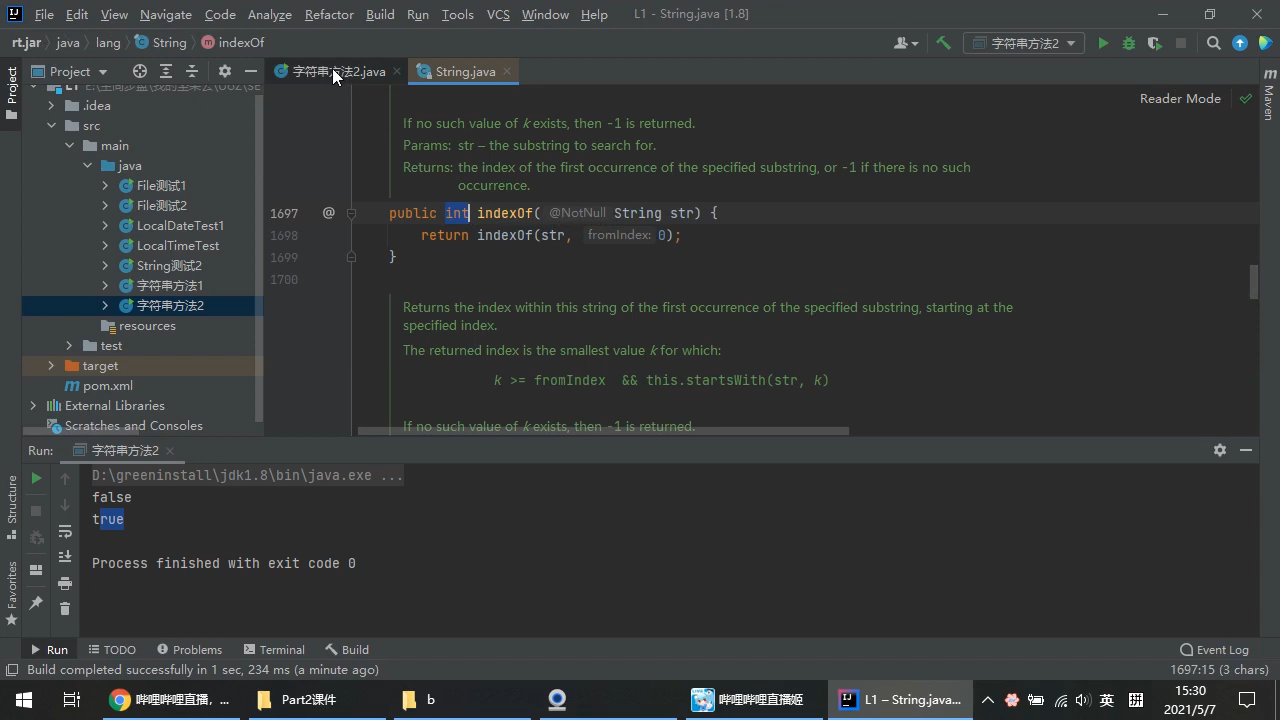 File Edit View Navigate Code Analyze Refactor Build Run Tools VCS Window Help L1 - String.java [1.8]
rt.jar java lang String indexOf 字符串方法2
Project 字符串方法2.java String.java
Project
Maven
Reader Mode
.idea
src
main
java
File测试1
File测试2
LocalDateTest1
LocalTimeTest
String测试2
字符串方法1
字符串方法2
resources
test
target
pom.xml
External Libraries
Scratches and Consoles
If no such value of k exists, then -1 is returned.
Params: str – the substring to search for.
Returns: the index of the first occurrence of the specified substring, or -1 if there is no such
occurrence.
1697 @ public int indexOf( @NotNull String str) {
1698 return indexOf(str, fromIndex: 0);
1699 }
1700
Returns the index within this string of the first occurrence of the specified substring, starting at the
specified index.
The returned index is the smallest value k for which:
k >= fromIndex && this.startsWith(str, k)
If no such value of k exists, then -1 is returned.
Run: 字符串方法2
D:\greeninstall\jdk1.8\bin\java.exe ...
false
true
Process finished with exit code 0
Structure
Favorites
Run TODO Problems Terminal Build Event Log
Build completed successfully in 1 sec, 234 ms (a minute ago) 1697:15 (3 chars)
哔哩哔哩直播，... Part2课件 b 哔哩哔哩直播姬 L1 – String.java... 英 拼 15:30
2021/5/7